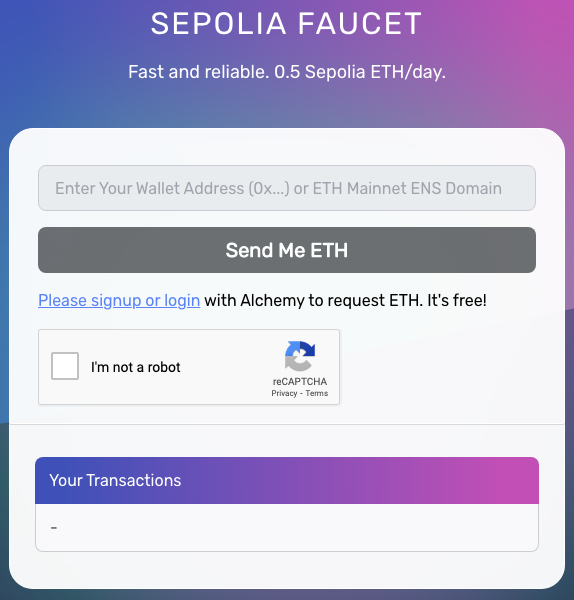 SEPOLIA FAUCET
Fast and reliable. 0.5 Sepolia ETH/day.
Enter Your Wallet Address (0x...) or ETH Mainnet ENS Domain
Send Me ETH
Please signup or login with Alchemy to request ETH. It's free!
I'm not a robot
reCAPTCHA
Privacy - Terms
Your Transactions
-